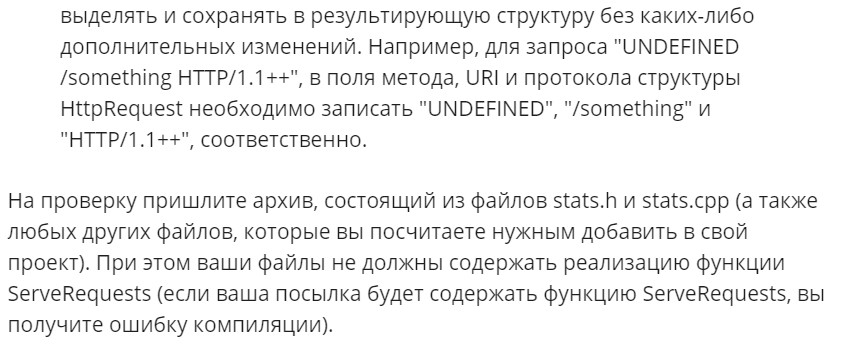 выделять и сохранять в результирующую структуру без каких-либо
дополнительных изменений. Например, для запроса "UNDEFINED
/something HTTP/1.1++", в поля метода, URI и протокола структуры
HttpRequest необходимо записать "UNDEFINED", "/something" и
"HTTP/1.1++", соответственно.
На проверку пришлите архив, состоящий из файлов stats.h и stats.cpp (а также
любых других файлов, которые вы посчитаете нужным добавить в свой
проект). При этом ваши файлы не должны содержать реализацию функции
ServeRequests (если ваша посылка будет содержать функцию ServeRequests, вы
получите ошибку компиляции).